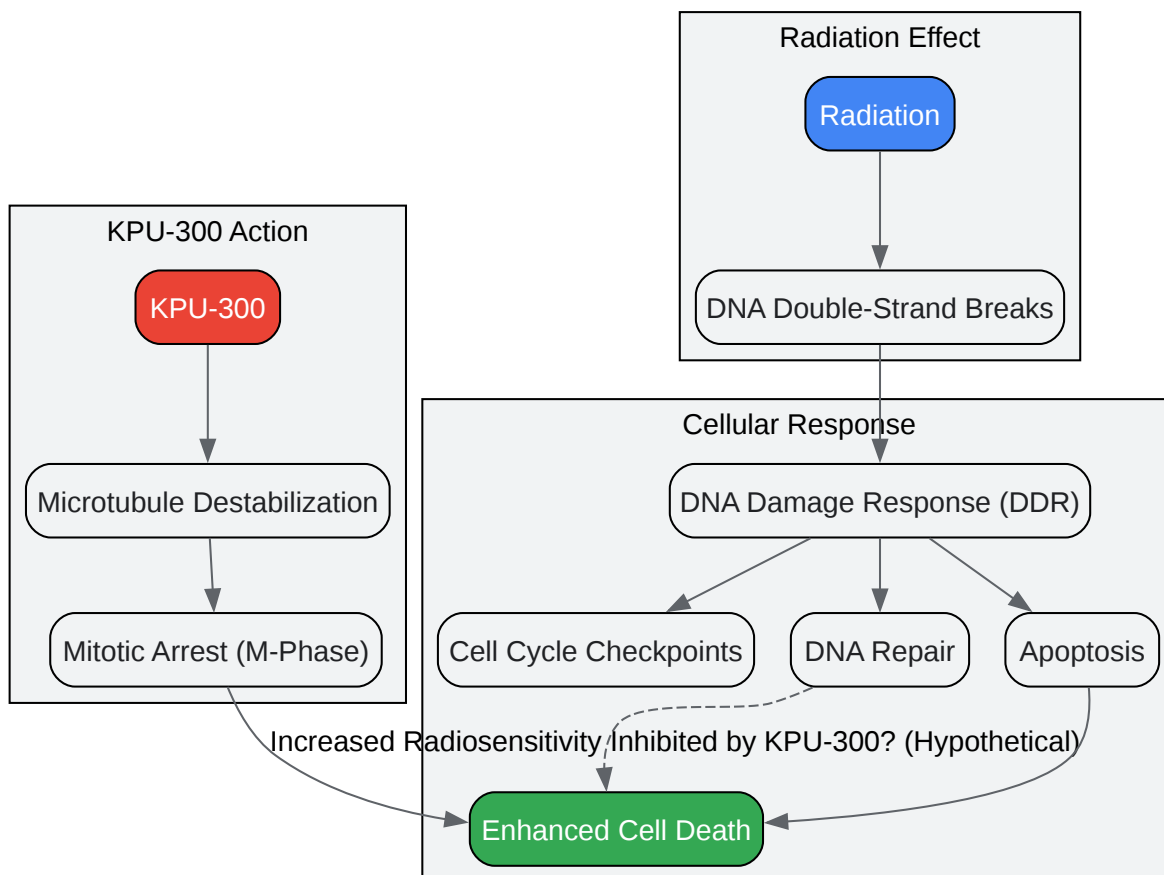 Radiation Effect
Radiation
DNA Double-Strand Breaks
KPU-300 Action
KPU-300
Microtubule Destabilization
Mitotic Arrest (M-Phase)
Cellular Response
DNA Damage Response (DDR)
Cell Cycle Checkpoints
DNA Repair
Apoptosis
Increased Radiosensitivity
Inhibited by KPU-300? (Hypothetical)
Enhanced Cell Death